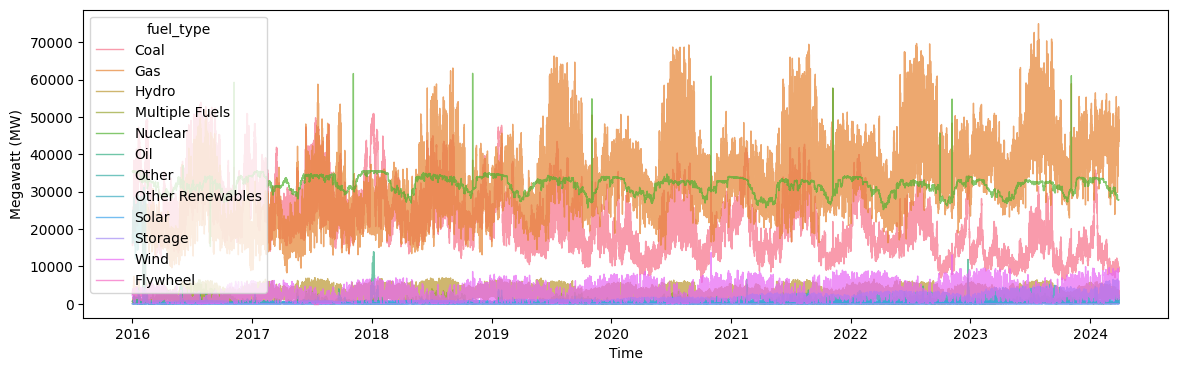 fuel_type
Coal
Gas
Hydro
Multiple Fuels
Nuclear
Oil
Other
Other Renewables
Solar
Storage
Wind
Flywheel
Megawatt (MW)
70000
60000
50000
40000
30000
20000
10000
0
2016 2017 2018 2019 2020 2021 2022 2023 2024
Time